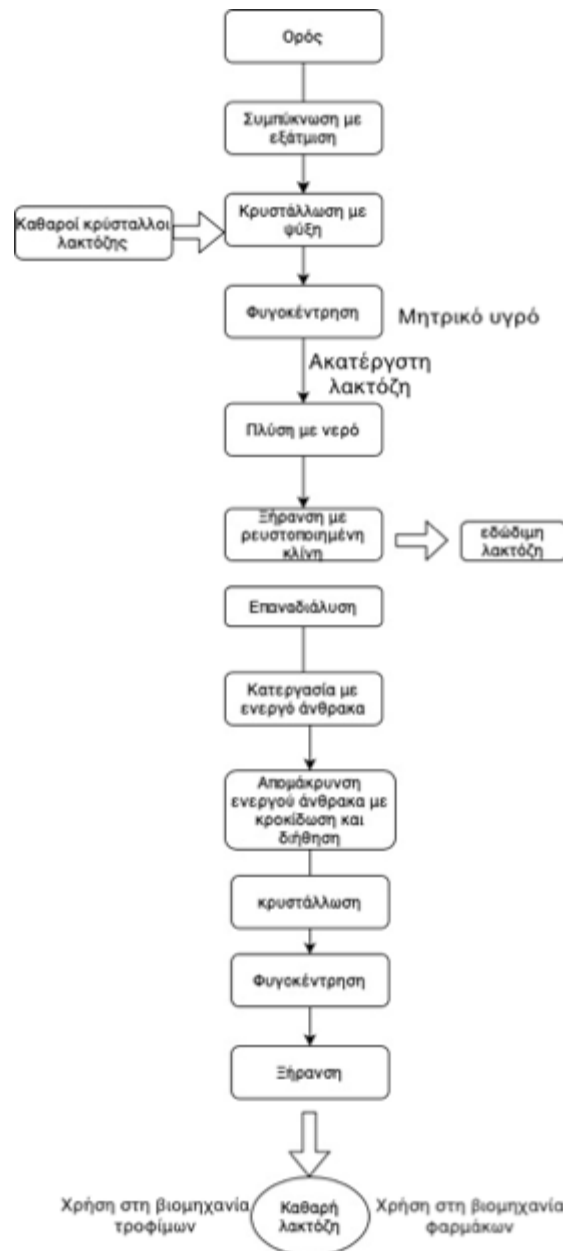 Ορός
Συμπύκνωση με
εξάτμιση
Καθαροί κρύσταλλοι
λακτόζης
Κρυστάλλωση με
ψύξη
Φυγοκέντρηση
Μητρικό υγρό
Ακατέργστη
λακτόζη
Πλύση με νερό
Ξήρανση με
ρευστοποιημένη
κλίνη
εδώδιμη
λακτόζη
Επαναδιάλυση
Κατεργασία με
ενεργό άνθρακα
Απομάκρυνση
ενεργού άνθρακα με
κροκίδωση και
διήθηση
κρυστάλλωση
Φυγοκέντρηση
Ξήρανση
Χρήση στη βιομηχανία
τροφίμων
Καθαρή
λακτόζη
Χρήση στη βιομηχανία
φαρμάκων